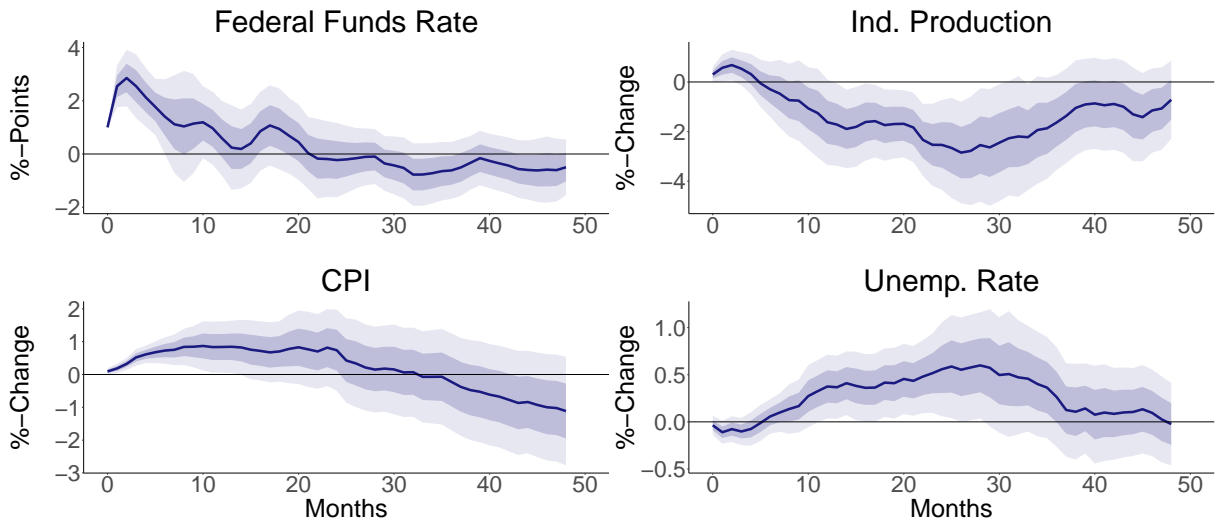 Federal Funds Rate
%–Points
4
2
0
−2
0 10 20 30 40 50
Ind. Production
%–Change
0
−2
−4
0 10 20 30 40 50
CPI
%–Change
2
1
0
−1
−2
−3
0 10 20 30 40 50
Months
Unemp. Rate
%–Change
1.0
0.5
0.0
−0.5
0 10 20 30 40 50
Months